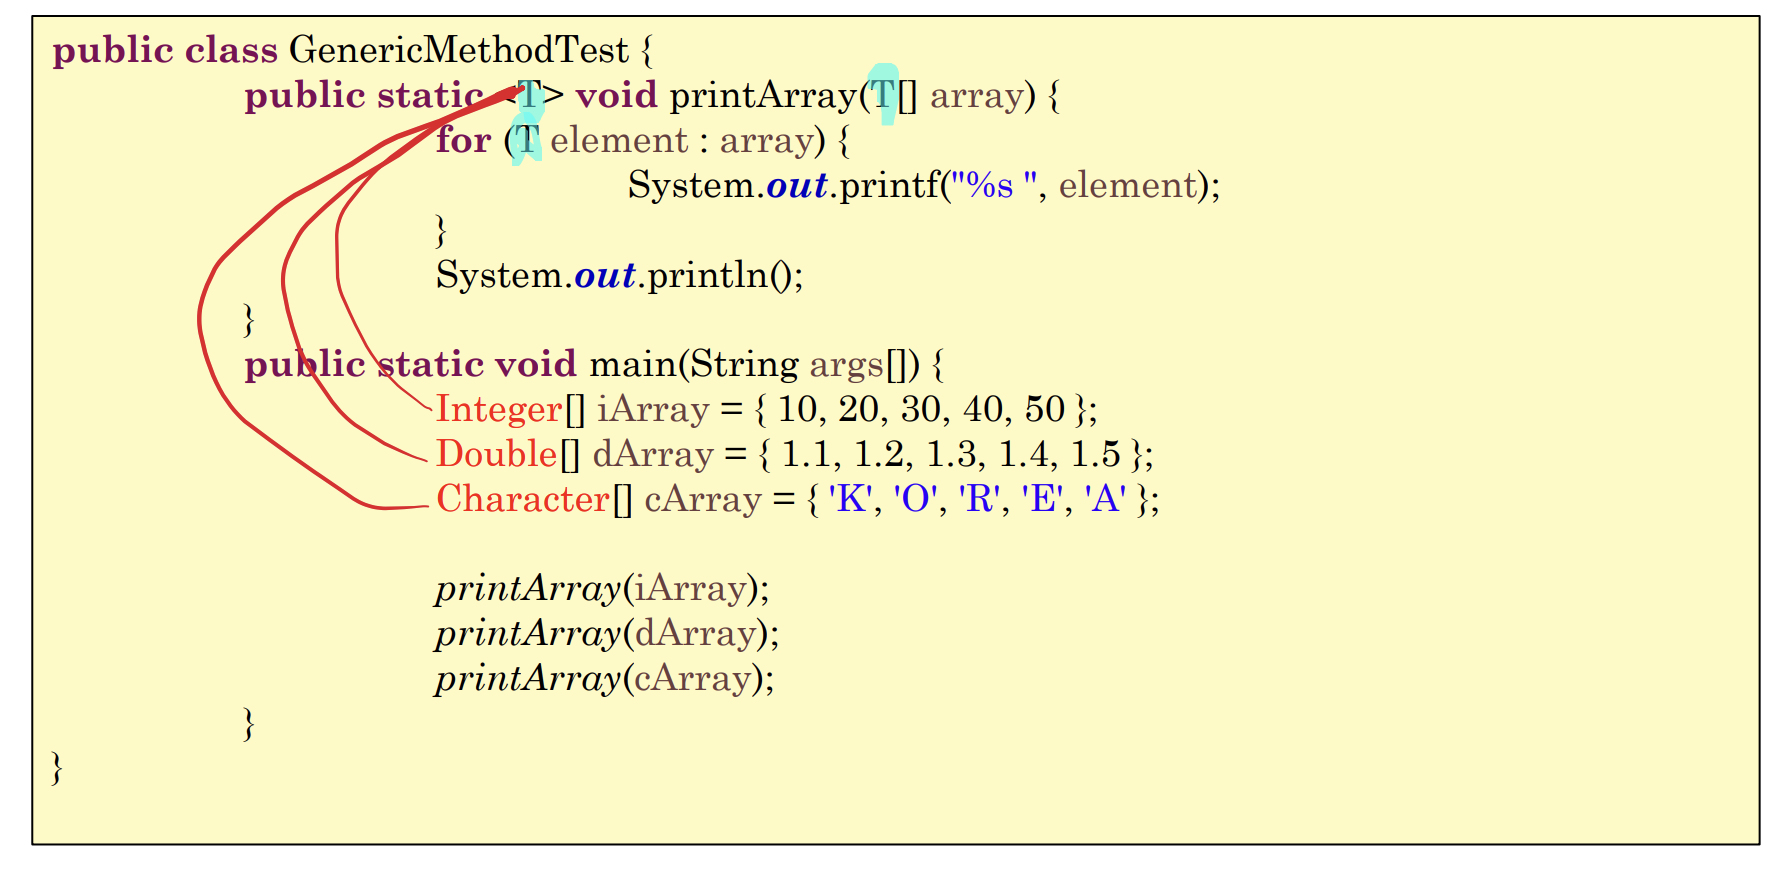 public class GenericMethodTest {
public static <T> void printArray(T[] array) {
for (T element : array) {
System.out.printf("%s ", element);
}
System.out.println();
}
public static void main(String args[]) {
Integer[] iArray = { 10, 20, 30, 40, 50 };
Double[] dArray = { 1.1, 1.2, 1.3, 1.4, 1.5 };
Character[] cArray = { 'K', 'O', 'R', 'E', 'A' };
printArray(iArray);
printArray(dArray);
printArray(cArray);
}
}